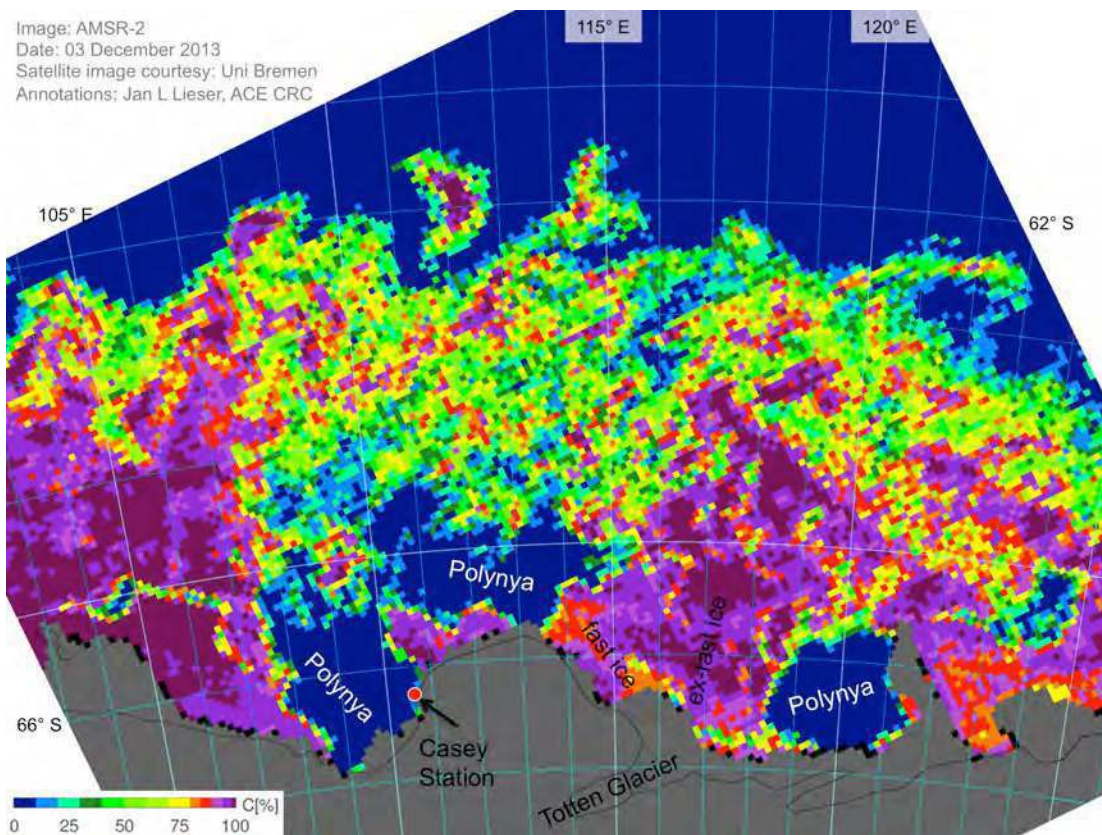 Image: AMSR-2
Date: 03 December 2013
Satellite image courtesy: Uni Bremen
Annotations: Jan L Lieser, ACE CRC
115° E
120° E
105° E
62° S
Polynya
fast ice
ex-fast ice
Polynya
Polynya
66° S
Casey
Station
Totten Glacier
C[%]
0 25 50 75 100